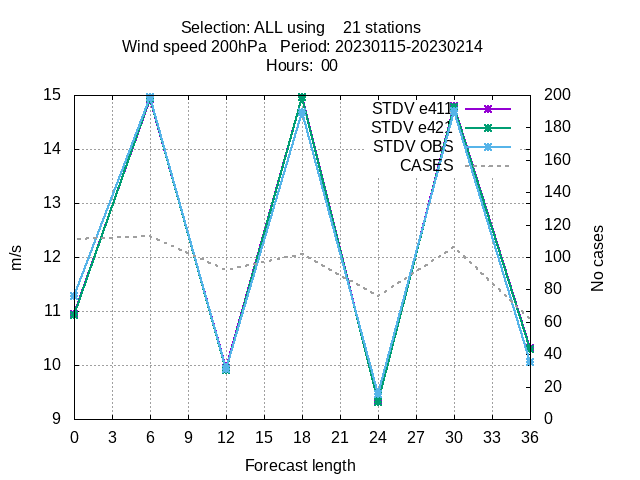 Selection: ALL using    21 stations
Wind speed 200hPa   Period: 20230115-20230214
Hours:  00
STDV e411
STDV e421
STDV OBS
CASES
15
14
13
12
11
10
9
m/s
200
180
160
140
120
100
80
60
40
20
0
No cases
0 3 6 9 12 15 18 21 24 27 30 33 36
Forecast length